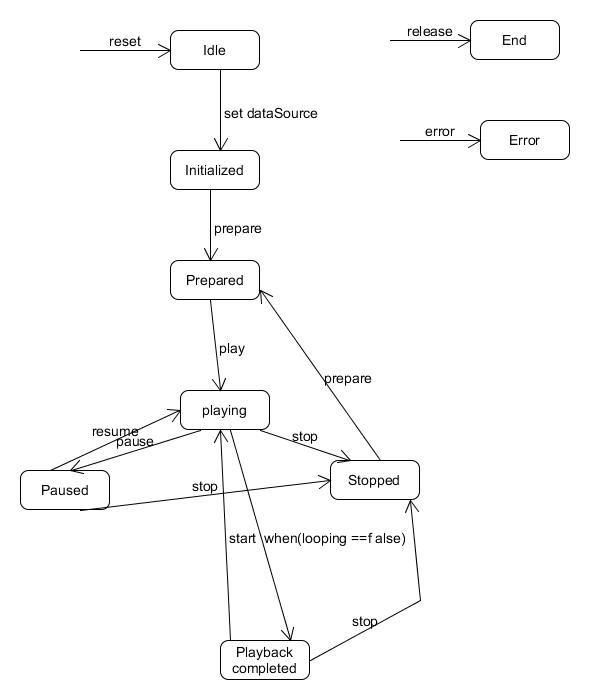 reset
Idle
release
End
set dataSource
error
Error
Initialized
prepare
Prepared
play
prepare
playing
resume
pause
stop
Paused
stop
Stopped
start
when(looping ==f alse)
stop
Playback
completed